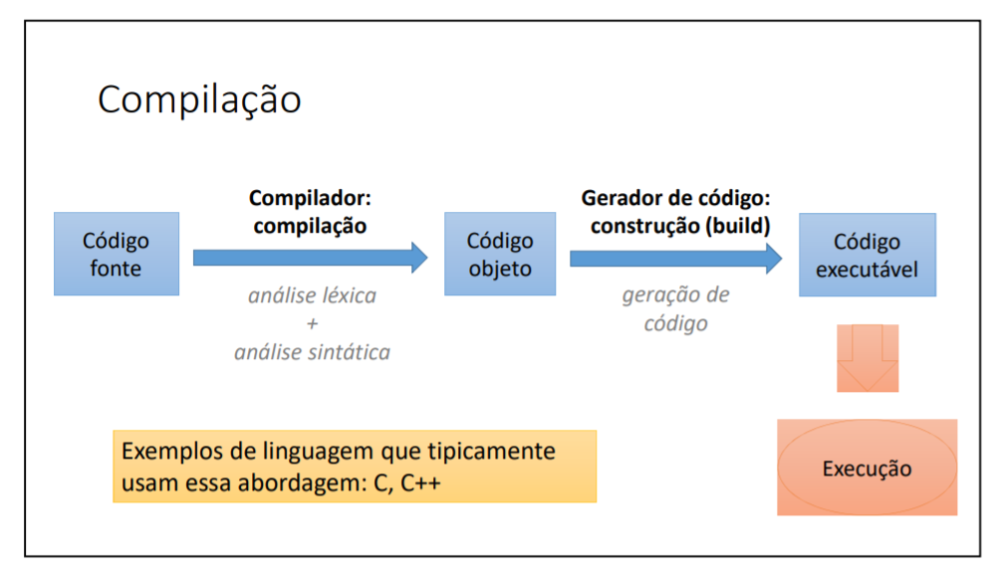 Compilação
Compilador:
compilação
Gerador de código:
construção (build)
Código
fonte
Código
objeto
Código
executável
análise léxica
+
análise sintática
geração de
código
Exemplos de linguagem que tipicamente
usam essa abordagem: C, C++
Execução